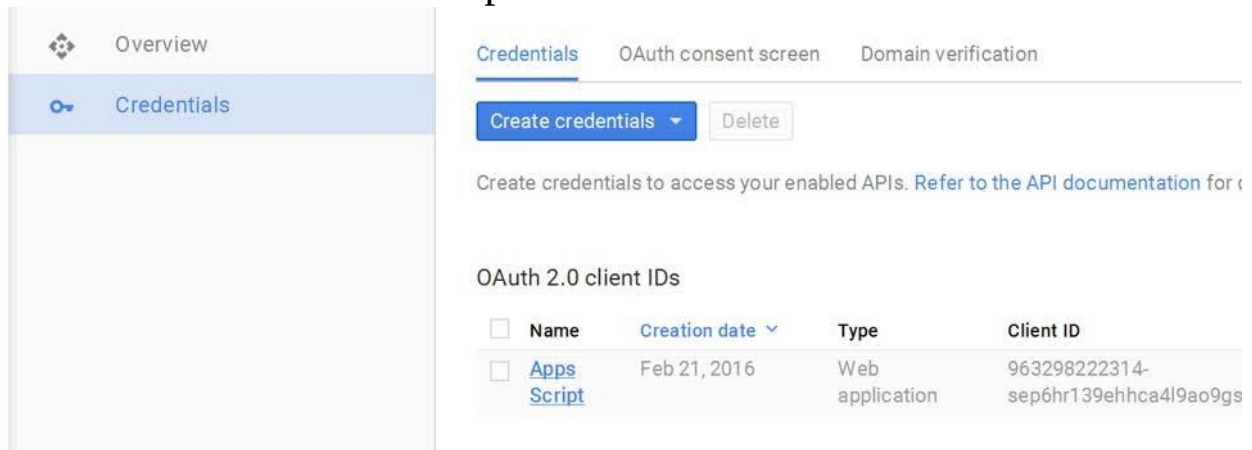 Overview
Credentials
Credentials OAuth consent screen Domain verification
Create credentials Delete
Create credentials to access your enabled APIs. Refer to the API documentation for
OAuth 2.0 client IDs
Name Creation date Type Client ID
Apps Feb 21, 2016 Web 963298222314-
Script application sep6hr139ehhca4l9ao9gs